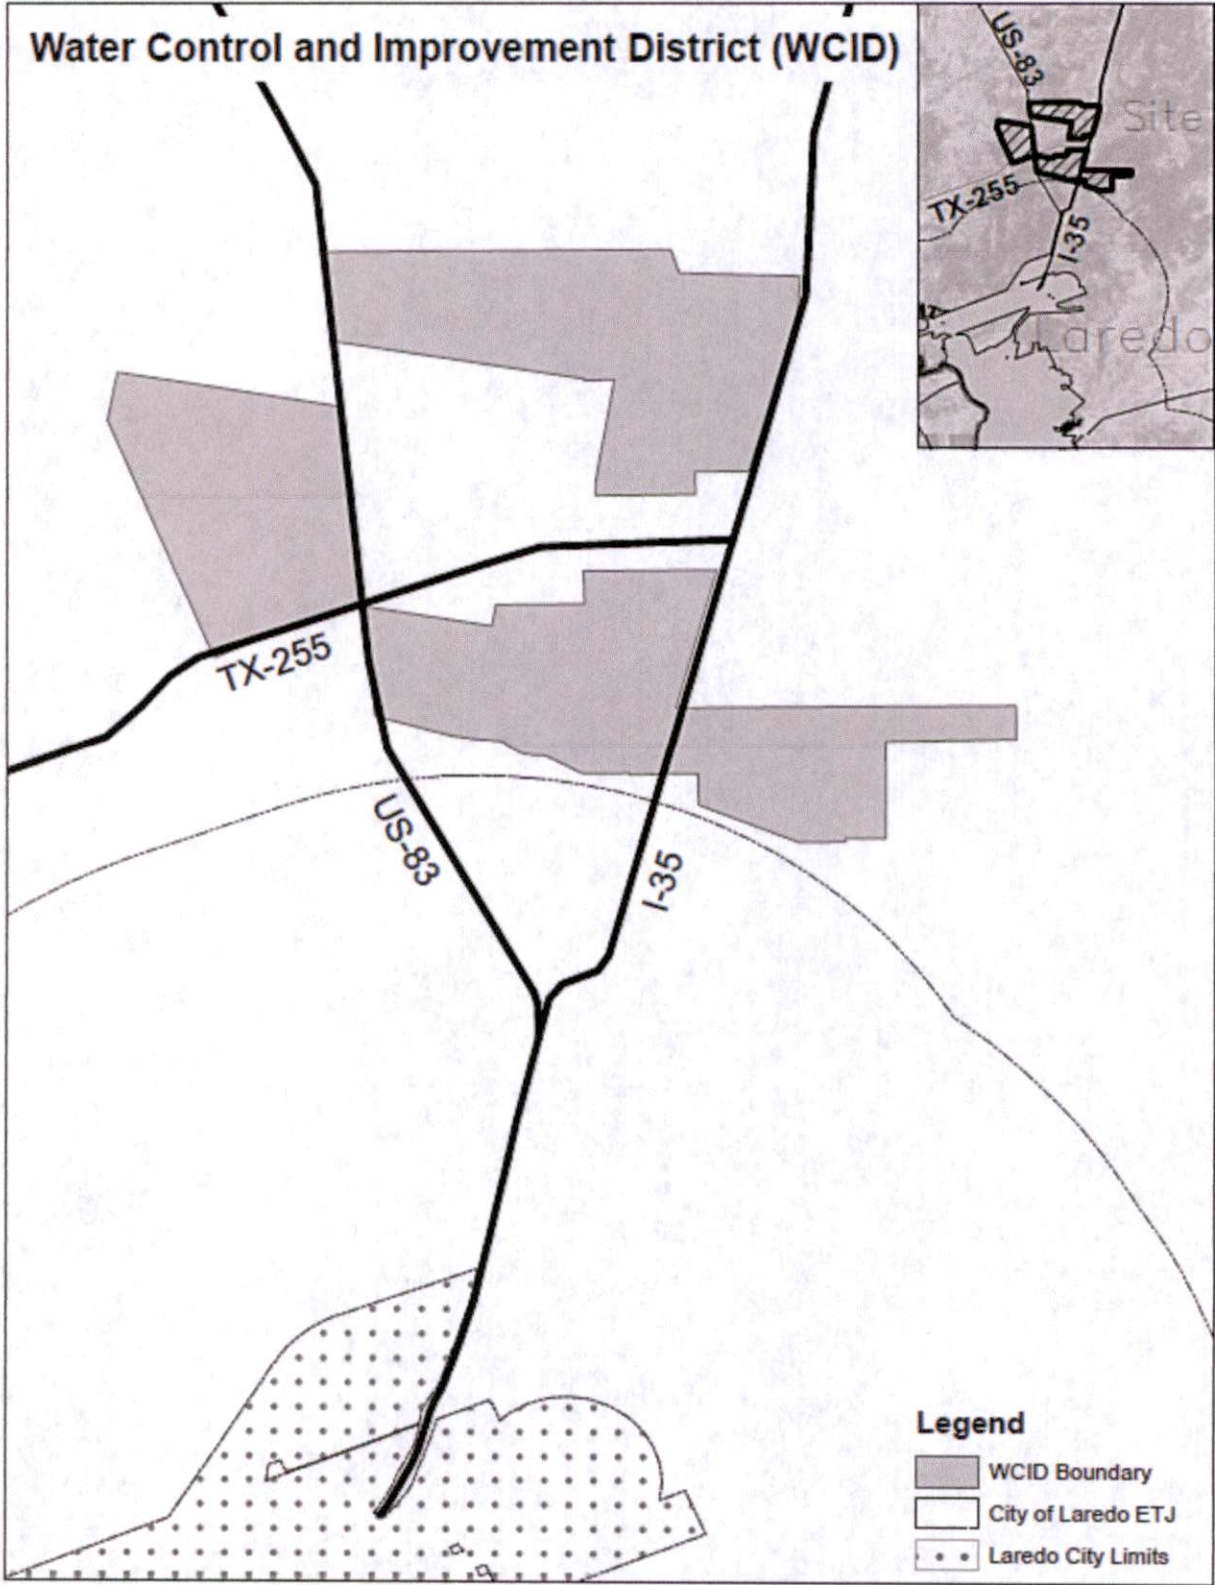 Water Control and Improvement District (WCID)
US-83
Site
TX-255
I-35
Laredo
TX-255
US-83
I-35
Legend
WCID Boundary
City of Laredo ETJ
Laredo City Limits